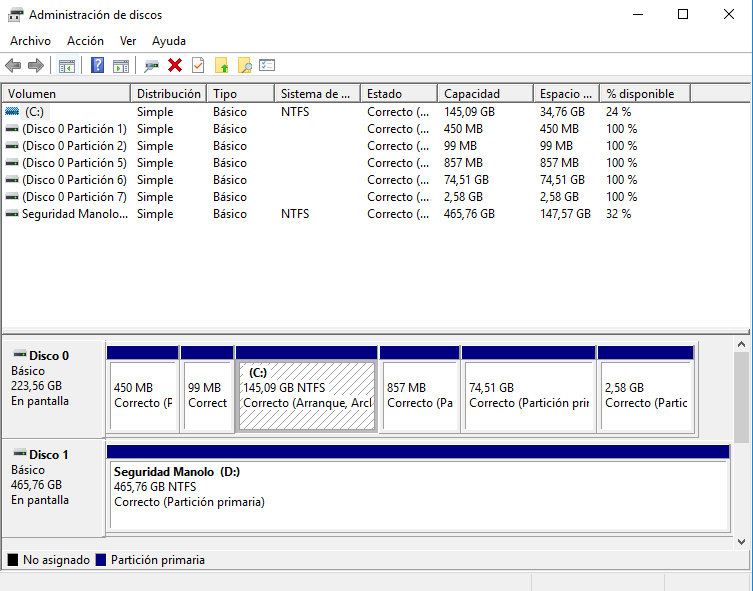 Administración de discos
Archivo Acción Ver Ayuda
Volumen Distribución Tipo Sistema de ... Estado Capacidad Espacio ... % disponible
(C:) Simple Básico NTFS Correcto (... 145,09 GB 34,76 GB 24 %
(Disco 0 Partición 1) Simple Básico Correcto (... 450 MB 450 MB 100 %
(Disco 0 Partición 2) Simple Básico Correcto (... 99 MB 99 MB 100 %
(Disco 0 Partición 5) Simple Básico Correcto (... 857 MB 857 MB 100 %
(Disco 0 Partición 6) Simple Básico Correcto (... 74,51 GB 74,51 GB 100 %
(Disco 0 Partición 7) Simple Básico Correcto (... 2,58 GB 2,58 GB 100 %
Seguridad Manolo... Simple Básico NTFS Correcto (... 465,76 GB 147,57 GB 32 %
Disco 0
Básico
223,56 GB
En pantalla
450 MB
Correcto (P
99 MB
Correct
(C:)
145,09 GB NTFS
Correcto (Arranque, Arcl
857 MB
Correcto (Pa
74,51 GB
Correcto (Partición prir
2,58 GB
Correcto (Partic
Disco 1
Básico
465,76 GB
En pantalla
Seguridad Manolo (D:)
465,76 GB NTFS
Correcto (Partición primaria)
No asignado Partición primaria